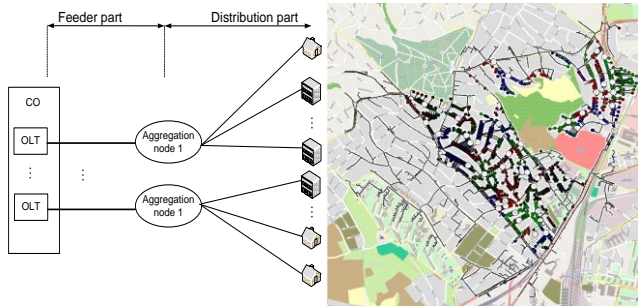 Feeder part
Distribution part
CO
OLT
Aggregation
node 1
OLT
Aggregation
node 1